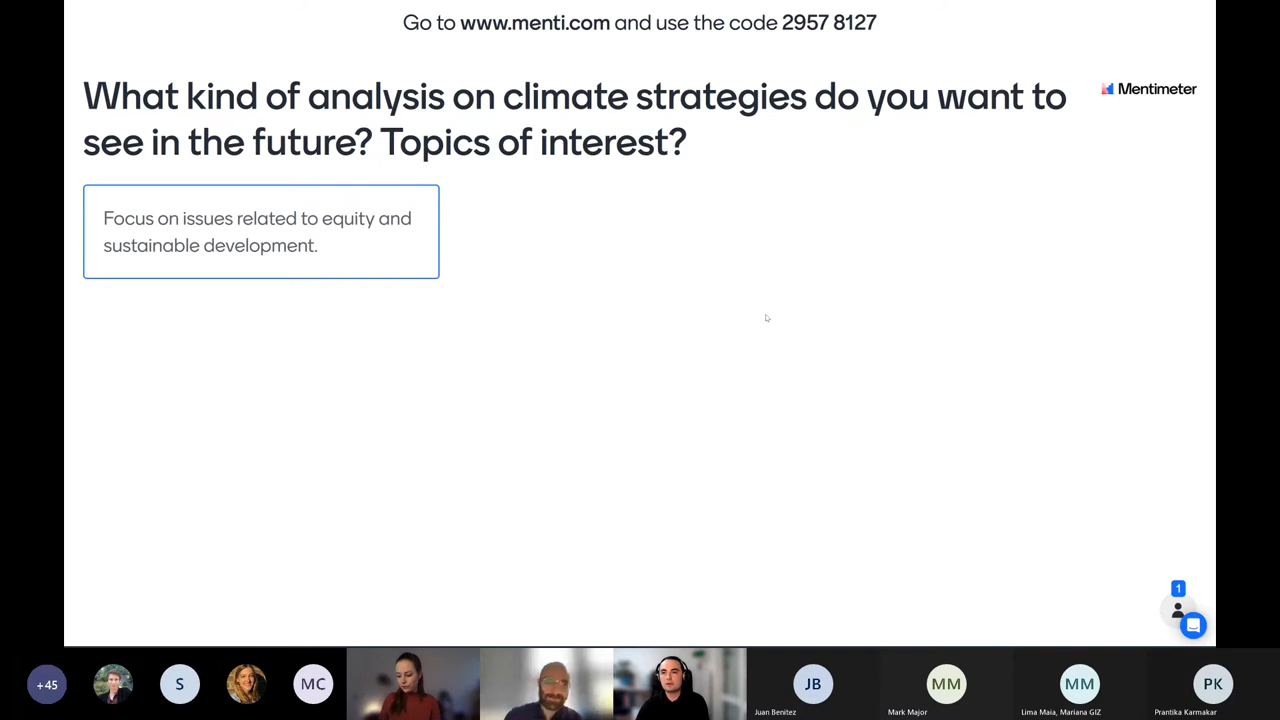 Go to www.menti.com and use the code 2957 8127
What kind of analysis on climate strategies do you want to
see in the future? Topics of interest?
Mentimeter
Focus on issues related to equity and
sustainable development.
1
+45
S
MC
JB
Juan Benitez
MM
Mark Major
MM
Lima Maia, Mariana GIZ
PK
Prantika Karmakar